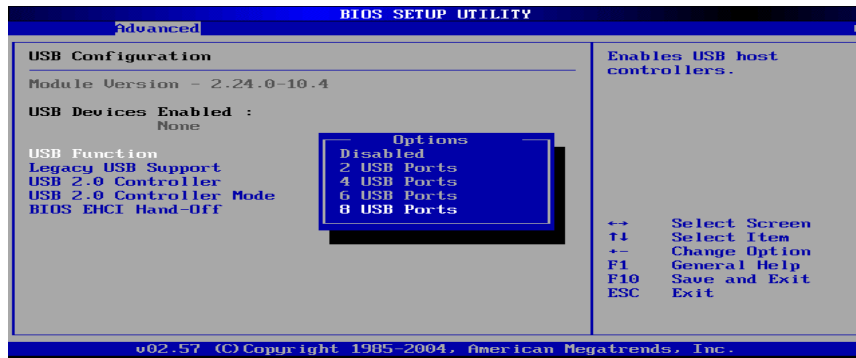 BIOS SETUP UTILITY
Advanced
USB Configuration
Module Version - 2.24.0-10.4
USB Devices Enabled :
None
USB Function
Legacy USB Support
USB 2.0 Controller
USB 2.0 Controller Mode
BIOS EHCI Hand-Off
Options
Disabled
2 USB Ports
4 USB Ports
6 USB Ports
8 USB Ports
Enables USB host
controllers.
↔ Select Screen
↑↓ Select Item
+- Change Option
F1 General Help
F10 Save and Exit
ESC Exit
v02.57 (C)Copyright 1985-2004, American Megatrends, Inc.